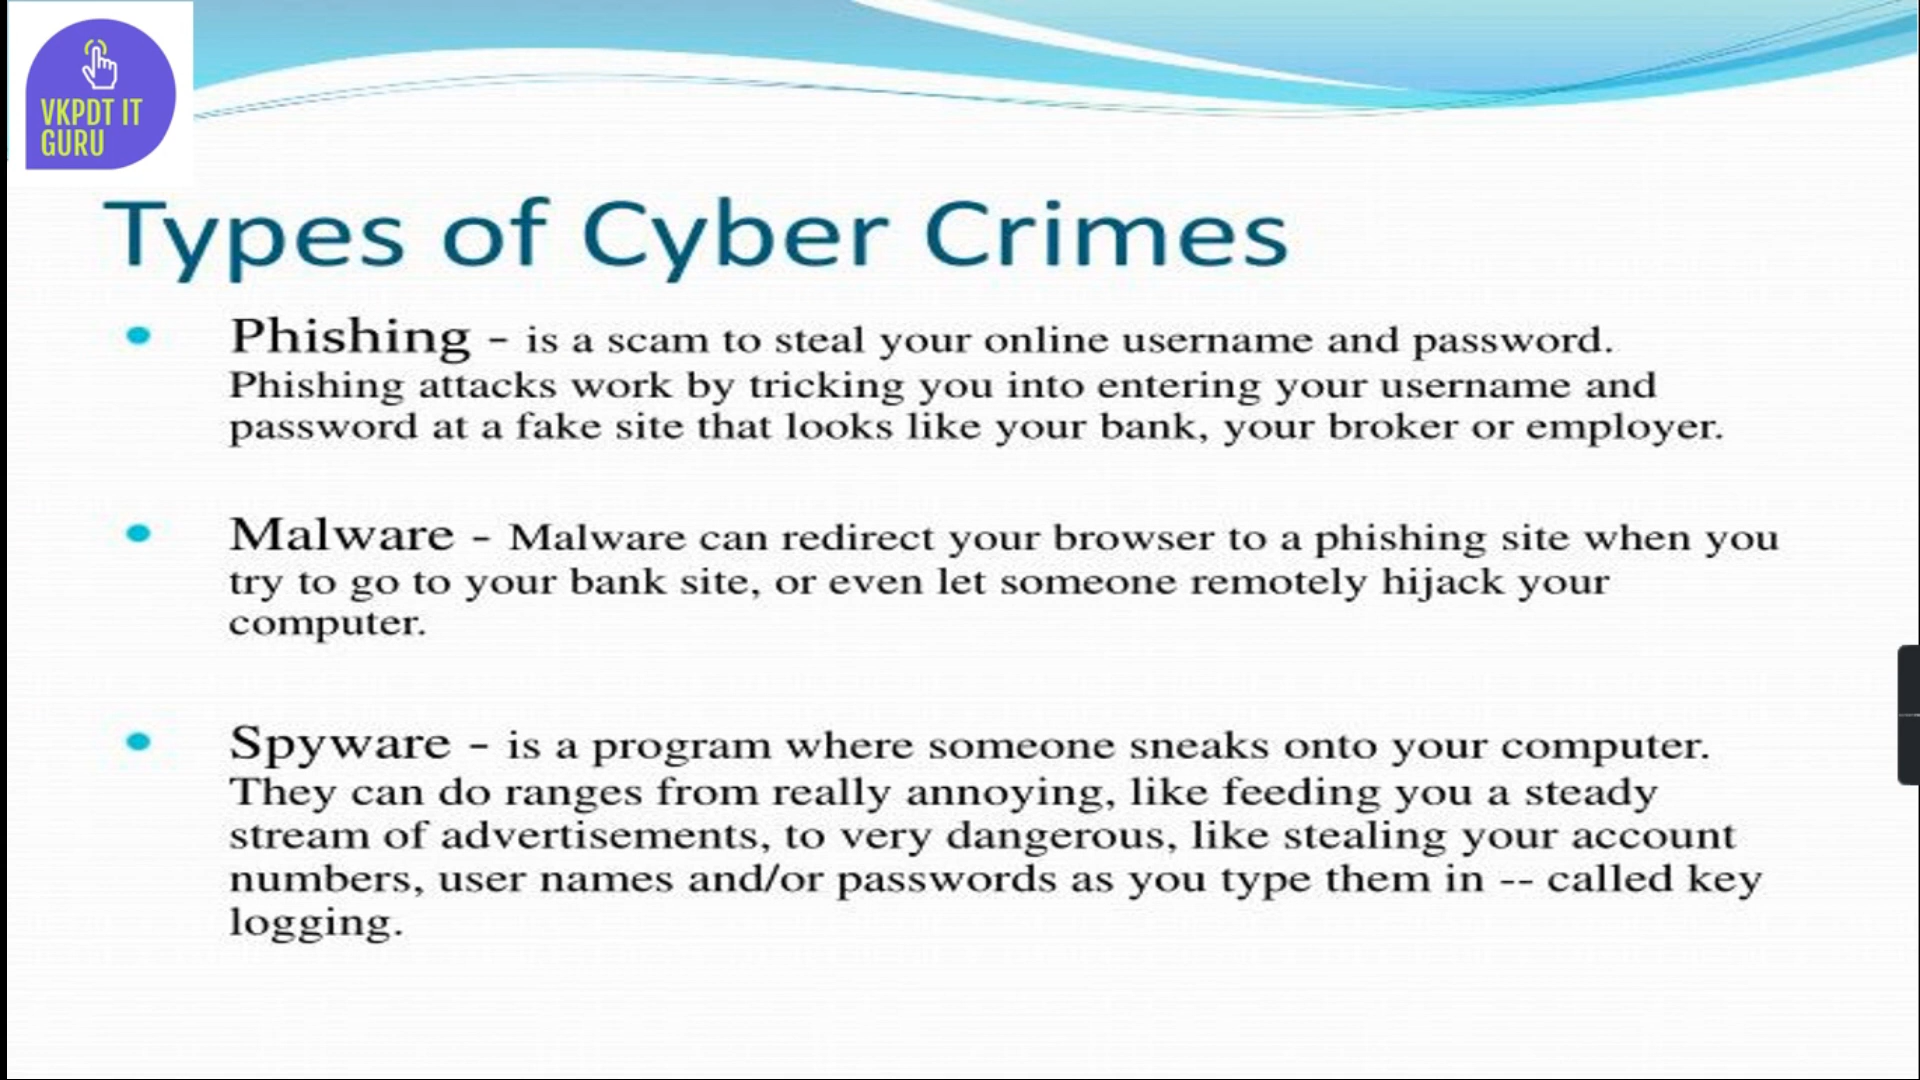 VKPDT IT
GURU
Types of Cyber Crimes
• Phishing - is a scam to steal your online username and password.
Phishing attacks work by tricking you into entering your username and
password at a fake site that looks like your bank, your broker or employer.
• Malware - Malware can redirect your browser to a phishing site when you
try to go to your bank site, or even let someone remotely hijack your
computer.
• Spyware - is a program where someone sneaks onto your computer.
They can do ranges from really annoying, like feeding you a steady
stream of advertisements, to very dangerous, like stealing your account
numbers, user names and/or passwords as you type them in -- called key
logging.